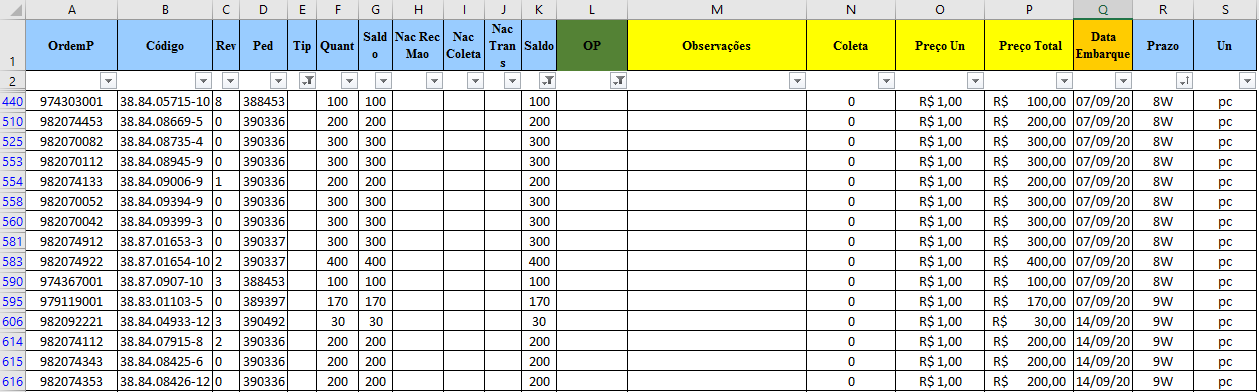 A B C D E F G H I J K L M N O P Q R S
1 OrdemP Código Rev Ped Tip Quant Saldo Nac Rec Mao Nac Coleta Nac Trans Saldo OP Observações Coleta Preço Un Preço Total Data Embarque Prazo Un
2
440 974303001 38.84.05715-10 8 388453 100 100 100 0 R$ 1,00 R$ 100,00 07/09/20 8W pc
510 982074453 38.84.08669-5 0 390336 200 200 200 0 R$ 1,00 R$ 200,00 07/09/20 8W pc
525 982070082 38.84.08735-4 0 390336 300 300 300 0 R$ 1,00 R$ 300,00 07/09/20 8W pc
553 982070112 38.84.08945-9 0 390336 300 300 300 0 R$ 1,00 R$ 300,00 07/09/20 8W pc
554 982074133 38.84.09006-9 1 390336 200 200 200 0 R$ 1,00 R$ 200,00 07/09/20 8W pc
558 982070052 38.84.09394-9 0 390336 300 300 300 0 R$ 1,00 R$ 300,00 07/09/20 8W pc
560 982070042 38.84.09399-3 0 390336 300 300 300 0 R$ 1,00 R$ 300,00 07/09/20 8W pc
581 982074912 38.87.01653-3 0 390337 300 300 300 0 R$ 1,00 R$ 300,00 07/09/20 8W pc
583 982074922 38.87.01654-10 2 390337 400 400 400 0 R$ 1,00 R$ 400,00 07/09/20 8W pc
590 974367001 38.87.0907-10 3 388453 100 100 100 0 R$ 1,00 R$ 100,00 07/09/20 8W pc
595 979119001 38.83.01103-5 0 389397 170 170 170 0 R$ 1,00 R$ 170,00 07/09/20 9W pc
606 982092221 38.84.04933-12 3 390492 30 30 30 0 R$ 1,00 R$ 30,00 14/09/20 9W pc
614 982074112 38.84.07915-8 2 390336 200 200 200 0 R$ 1,00 R$ 200,00 14/09/20 9W pc
615 982074343 38.84.08425-6 0 390336 200 200 200 0 R$ 1,00 R$ 200,00 14/09/20 9W pc
616 982074353 38.84.08426-12 0 390336 200 200 200 0 R$ 1,00 R$ 200,00 14/09/20 9W pc